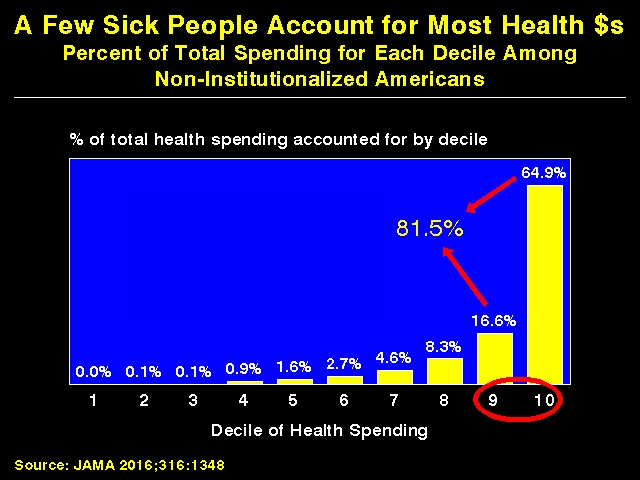 A Few Sick People Account for Most Health $s
Percent of Total Spending for Each Decile Among
Non-Institutionalized Americans
% of total health spending accounted for by decile
64.9%
81.5%
16.6%
8.3%
4.6%
2.7%
1.6%
0.9%
0.0% 0.1% 0.1%
1 2 3 4 5 6 7 8 9 10
Decile of Health Spending
Source: JAMA 2016;316:1348